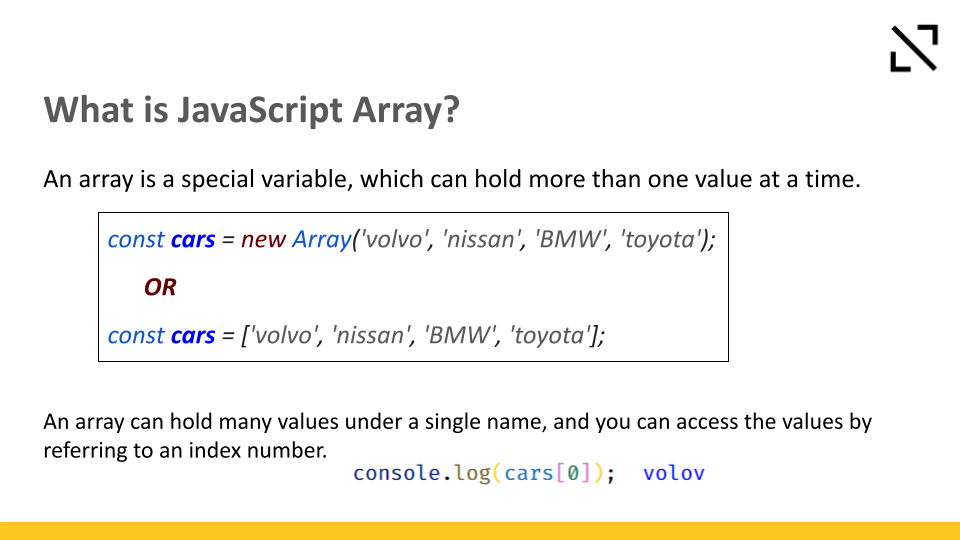 What is JavaScript Array?
An array is a special variable, which can hold more than one value at a time.
const cars = new Array('volvo', 'nissan', 'BMW', 'toyota');
OR
const cars = ['volvo', 'nissan', 'BMW', 'toyota'];
An array can hold many values under a single name, and you can access the values by
referring to an index number.
console.log(cars[0]); volov